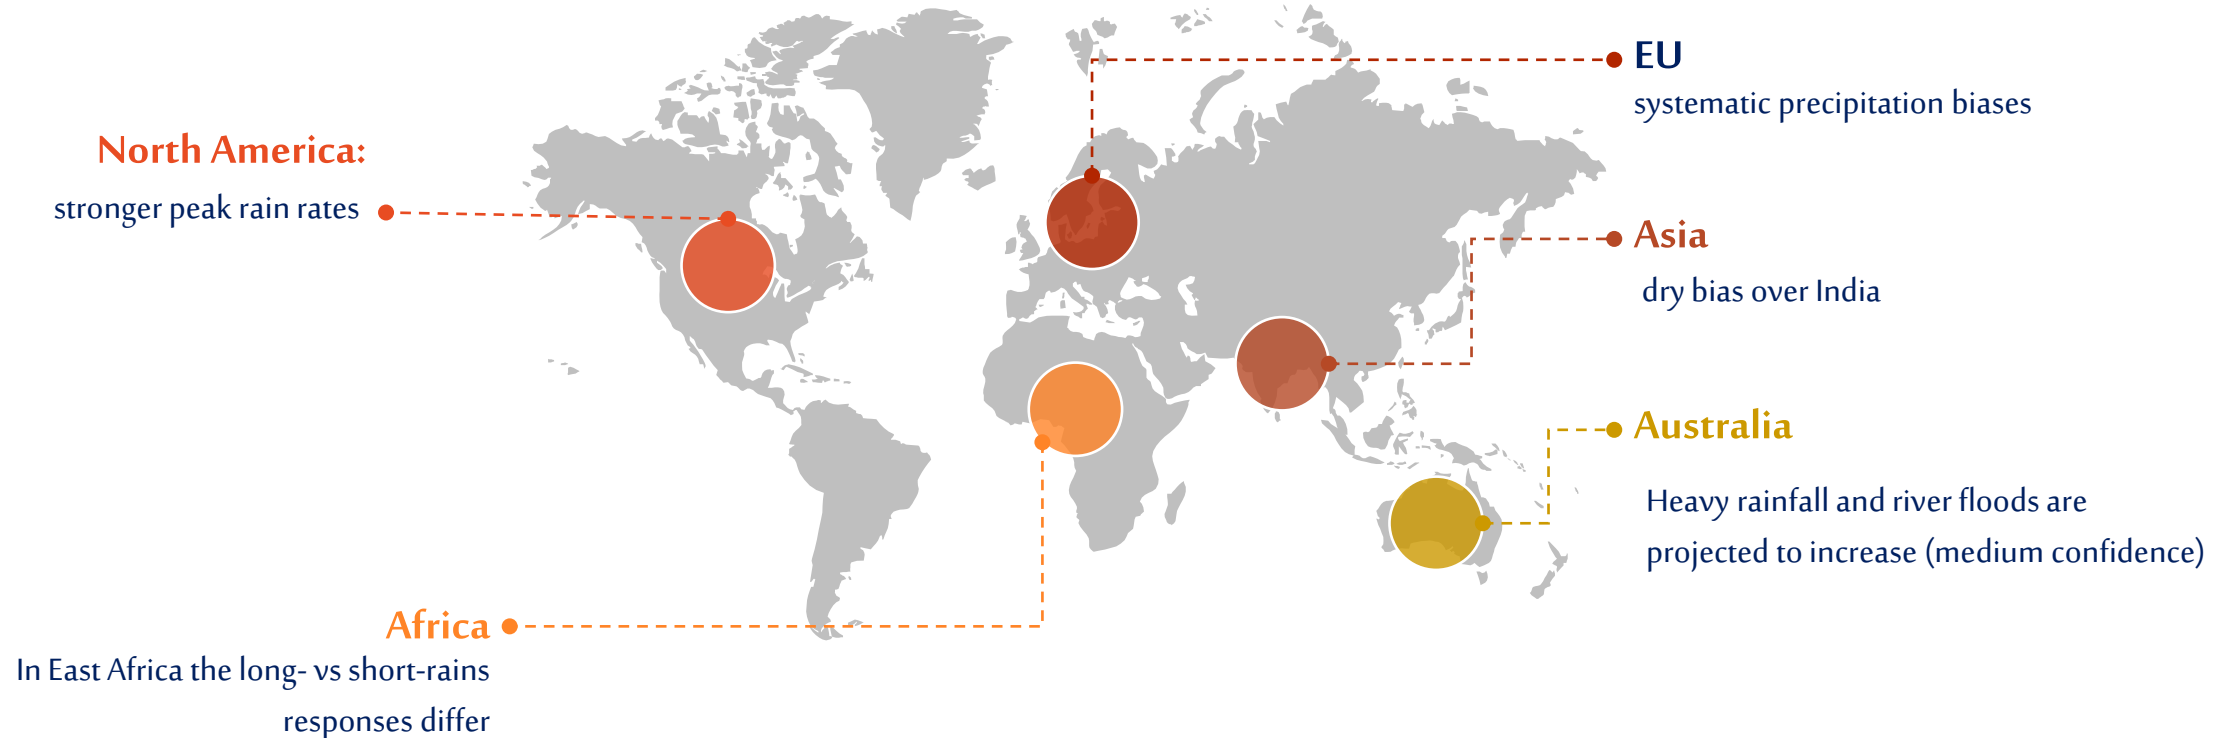 North America:
stronger peak rain rates
EU
systematic precipitation biases
Asia
dry bias over India
Australia
Heavy rainfall and river floods are
projected to increase (medium confidence)
Africa
In East Africa the long- vs short-rains
responses differ